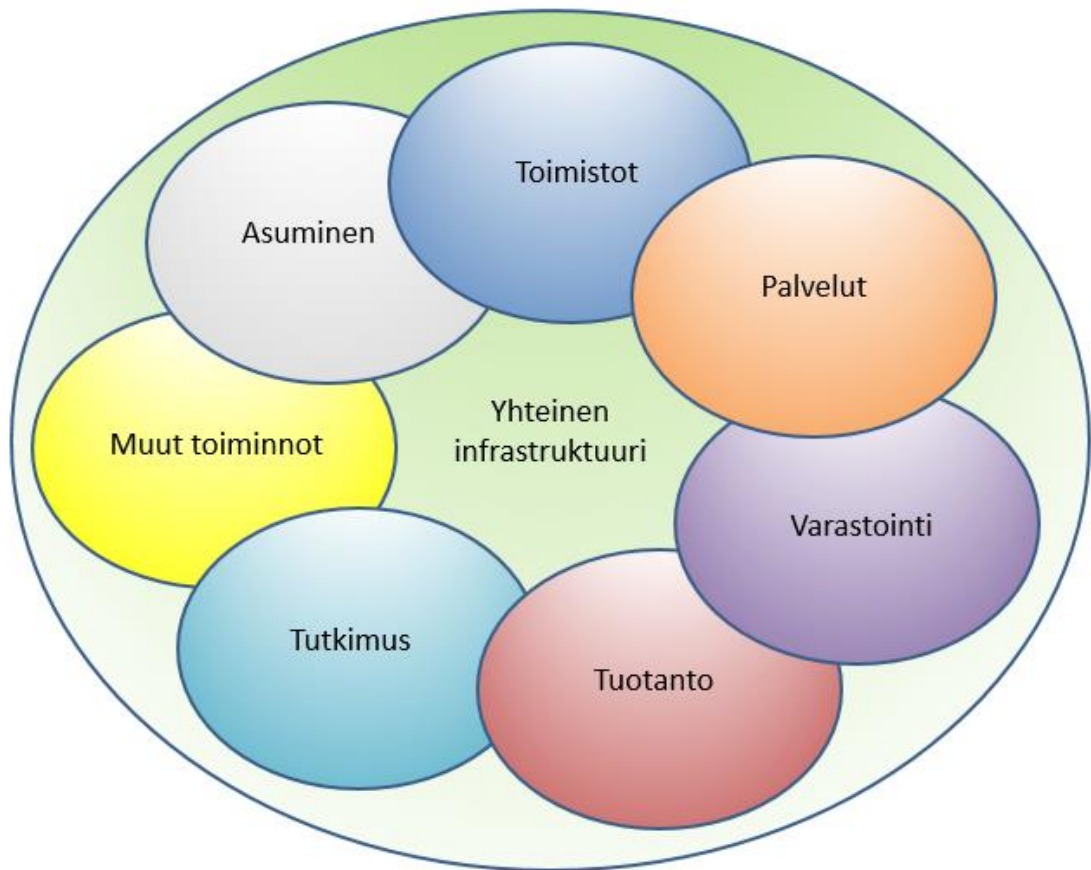 Toimistot
Asuminen
Palvelut
Yhteinen
infrastruktuuri
Muut toiminnot
Varastointi
Tutkimus
Tuotanto